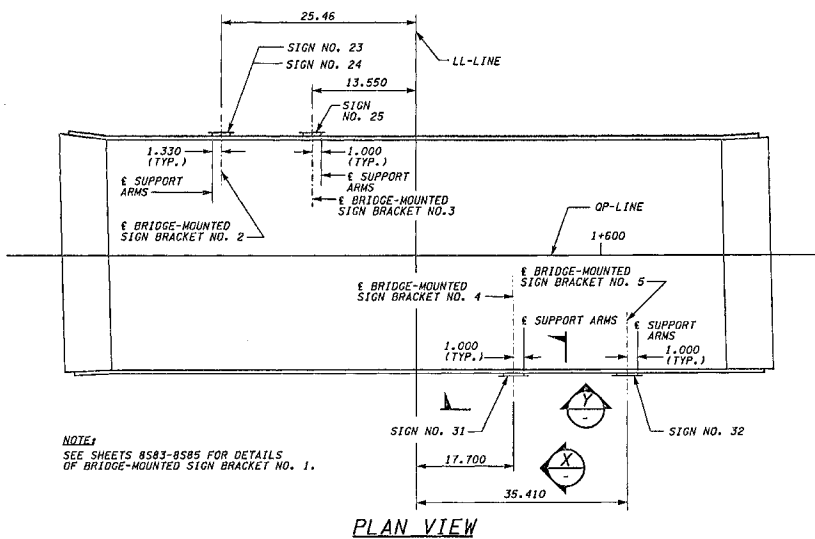 25.46
SIGN NO. 23
SIGN NO. 24
LL-LINE
13.550
SIGN
NO. 25
1.330
(TYP.)
1.000
(TYP.)
℄ SUPPORT
ARMS
℄ SUPPORT
ARMS
℄ BRIDGE-MOUNTED
SIGN BRACKET NO.3
℄ BRIDGE-MOUNTED
SIGN BRACKET NO. 2
QP-LINE
1+600
℄ BRIDGE-MOUNTED
SIGN BRACKET NO. 5
℄ BRIDGE-MOUNTED
SIGN BRACKET NO. 4
℄ SUPPORT ARMS
℄ SUPPORT
ARMS
1.000
(TYP.)
1.000
(TYP.)
Y
-
SIGN NO. 31
SIGN NO. 32
NOTE:
SEE SHEETS 8S83-8S85 FOR DETAILS
OF BRIDGE-MOUNTED SIGN BRACKET NO. 1.
17.700
X
-
35.410
PLAN VIEW